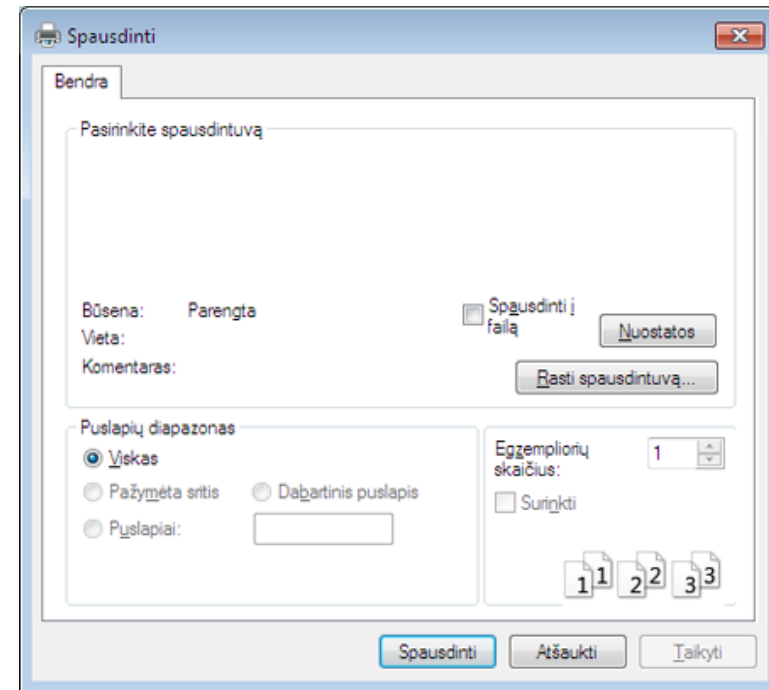 Spausdinti
Bendra
Pasirinkite spausdintuvą
Būsena: Parengta
Vieta:
Komentaras:
Spausdinti į
failą
Nuostatos
Rasti spausdintuvą...
Puslapių diapazonas
Viskas
Pažymėta sritis Dabartinis puslapis
Puslapiai:
Egzempliorių
skaičius:
1
Surinkti
1 1 2 2 3 3
Spausdinti Atšaukti Taikyti